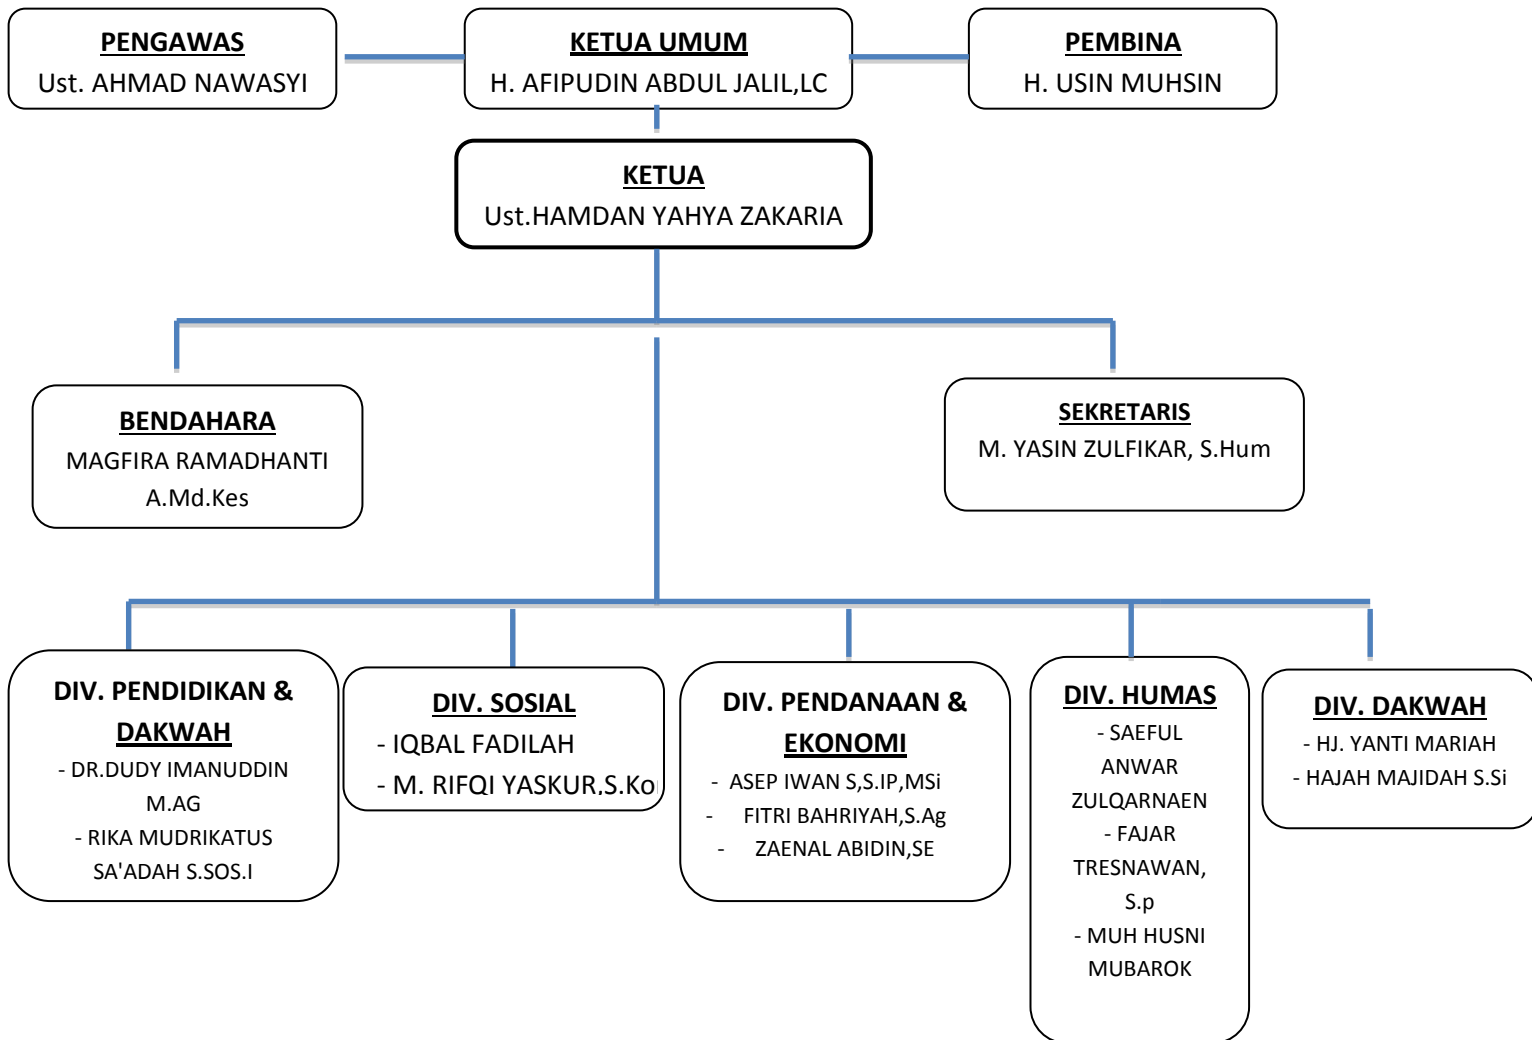 PENGAWAS
Ust. AHMAD NAWASYI
KETUA UMUM
H. AFIPUDIN ABDUL JALIL,LC
PEMBINA
H. USIN MUHSIN
KETUA
Ust.HAMDAN YAHYA ZAKARIA
BENDAHARA
MAGFIRA RAMADHANTI
A.Md.Kes
SEKRETARIS
M. YASIN ZULFIKAR, S.Hum
DIV. PENDIDIKAN &
DAKWAH
- DR.DUDY IMANUDDIN
M.AG
- RIKA MUDRIKATUS
SA'ADAH S.SOS.I
DIV. SOSIAL
- IQBAL FADILAH
- M. RIFQI YASKUR,S.Ko
DIV. PENDANAAN &
EKONOMI
- ASEP IWAN S,S.IP,MSi
- FITRI BAHRIYAH,S.Ag
- ZAENAL ABIDIN,SE
DIV. HUMAS
- SAEFUL
ANWAR
ZULQARNAEN
- FAJAR
TRESNAWAN,
S.p
- MUH HUSNI
MUBAROK
DIV. DAKWAH
- HJ. YANTI MARIAH
- HAJAH MAJIDAH S.Si